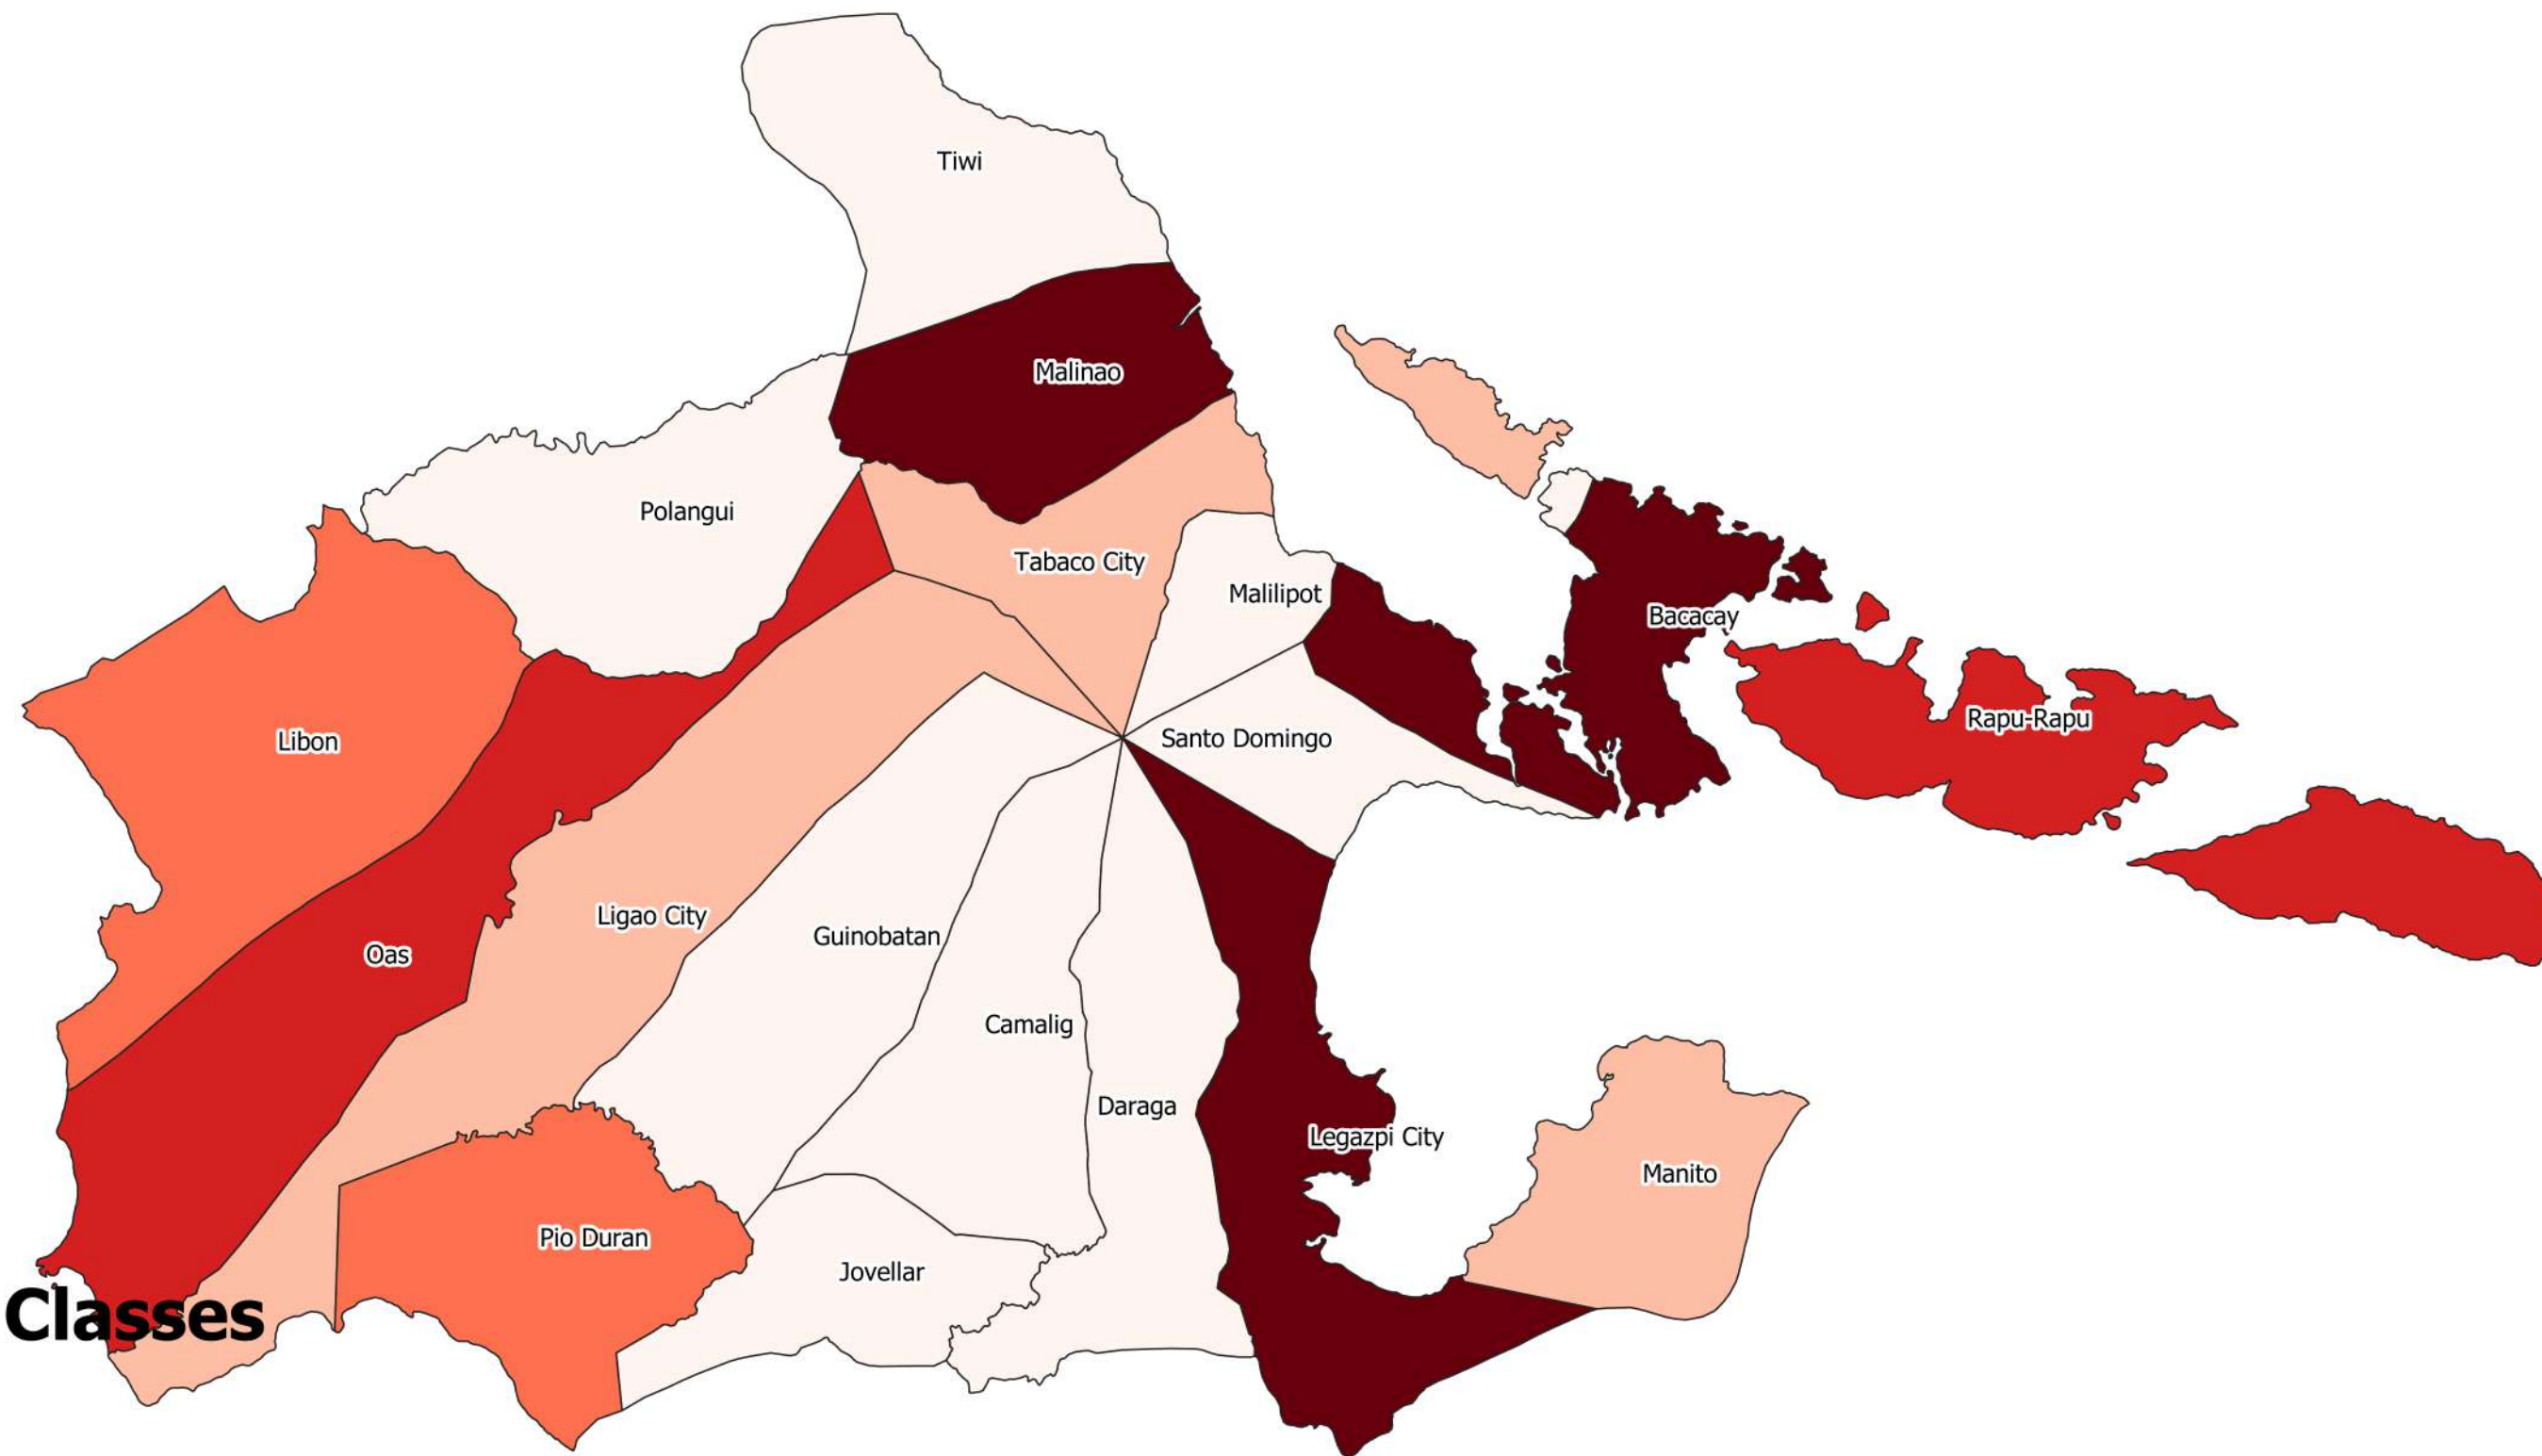 Tiwi
Malinao
Polangui
Tabaco City
Malilipot
Bacacay
Rapu-Rapu
Santo Domingo
Libon
Ligao City
Guinobatan
Oas
Camalig
Daraga
Legazpi City
Manito
Pio Duran
Jovellar
Classes